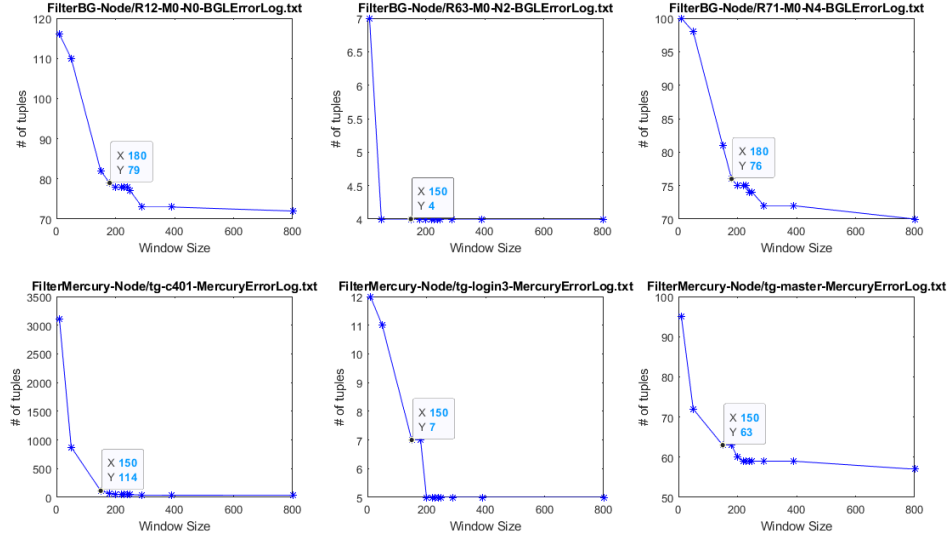 FilterBG-Node/R12-M0-N0-BGLErrorLog.txt
120
110
100
90
80
70
# of tuples
X 180
Y 79
0 200 400 600 800
Window Size
FilterBG-Node/R63-M0-N2-BGLErrorLog.txt
7
6.5
6
5.5
5
4.5
4
# of tuples
X 150
Y 4
0 200 400 600 800
Window Size
FilterBG-Node/R71-M0-N4-BGLErrorLog.txt
100
95
90
85
80
75
70
# of tuples
X 180
Y 76
0 200 400 600 800
Window Size
FilterMercury-Node/tg-c401-MercuryErrorLog.txt
3500
3000
2500
2000
1500
1000
500
0
# of tuples
X 150
Y 114
0 200 400 600 800
Window Size
FilterMercury-Node/tg-login3-MercuryErrorLog.txt
12
11
10
9
8
7
6
5
# of tuples
X 150
Y 7
0 200 400 600 800
Window Size
FilterMercury-Node/tg-master-MercuryErrorLog.txt
100
90
80
70
60
50
# of tuples
X 150
Y 63
0 200 400 600 800
Window Size